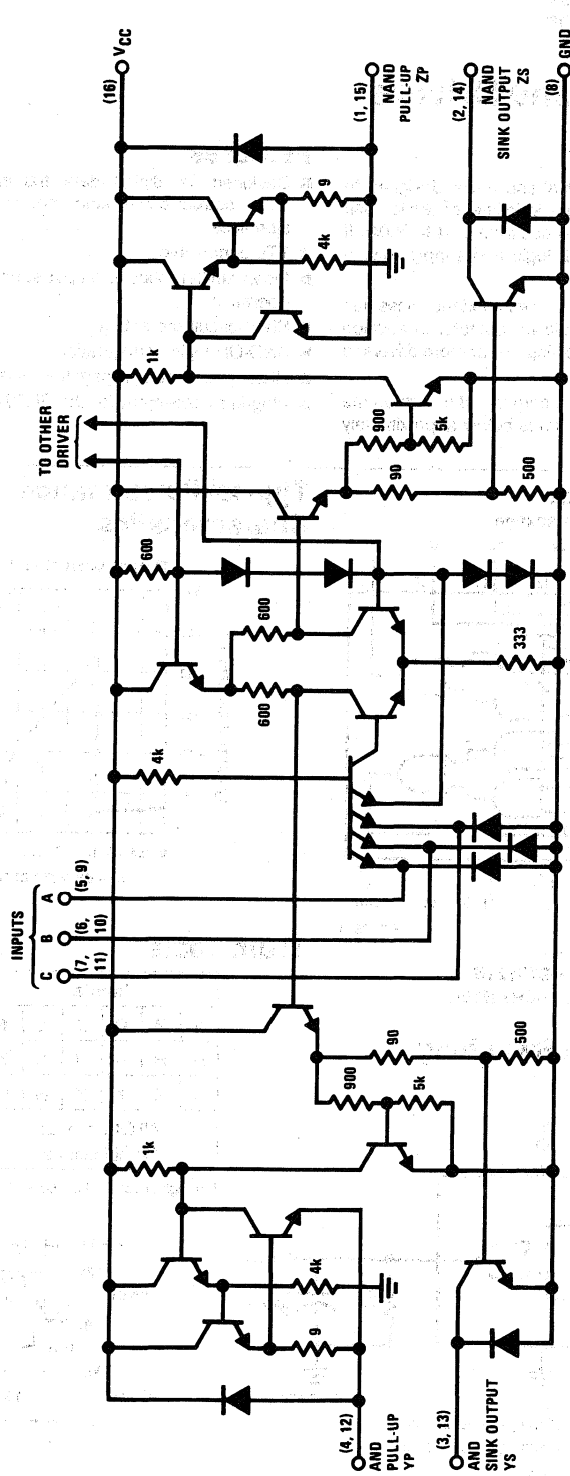 (16)
VCC
(1, 15)
NAND
PULL-UP
ZP
(2, 14)
NAND
SINK OUTPUT
ZS
(8)
GND
9
4k
1k
900
5k
90
500
TO OTHER
DRIVER
600
600
600
333
4k
INPUTS
A
(5, 9)
B
(6,
10)
C
(7,
11)
90
500
900
5k
1k
4k
9
(4, 12)
AND
PULL-UP
YP
(3, 13)
AND
SINK OUTPUT
YS